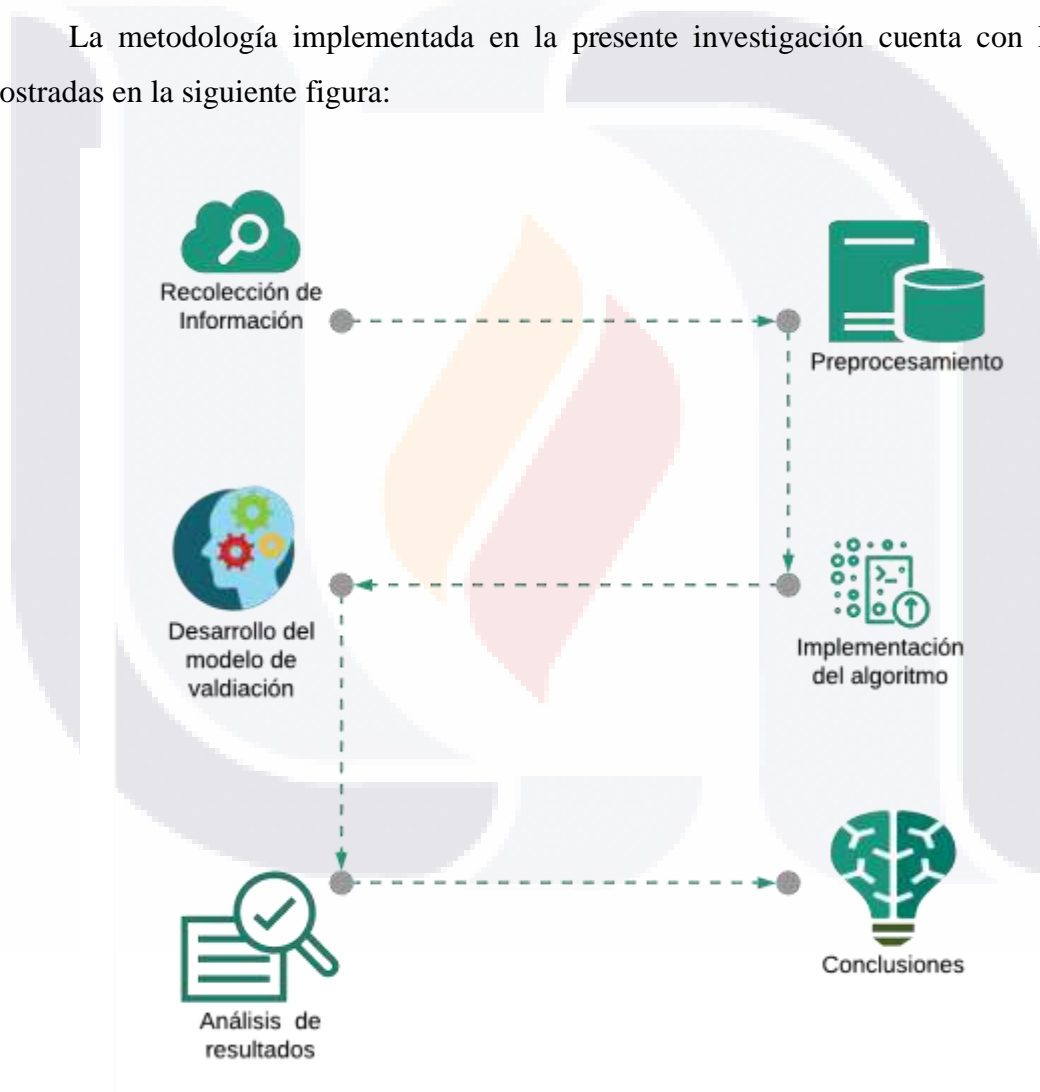 La metodología implementada en la presente investigación cuenta con
ostradas en la siguiente figura:
Recolección de
Información
Preprocesamiento
Desarrollo del
modelo de
valdiación
Implementación
del algoritmo
Análisis de
resultados
Conclusiones